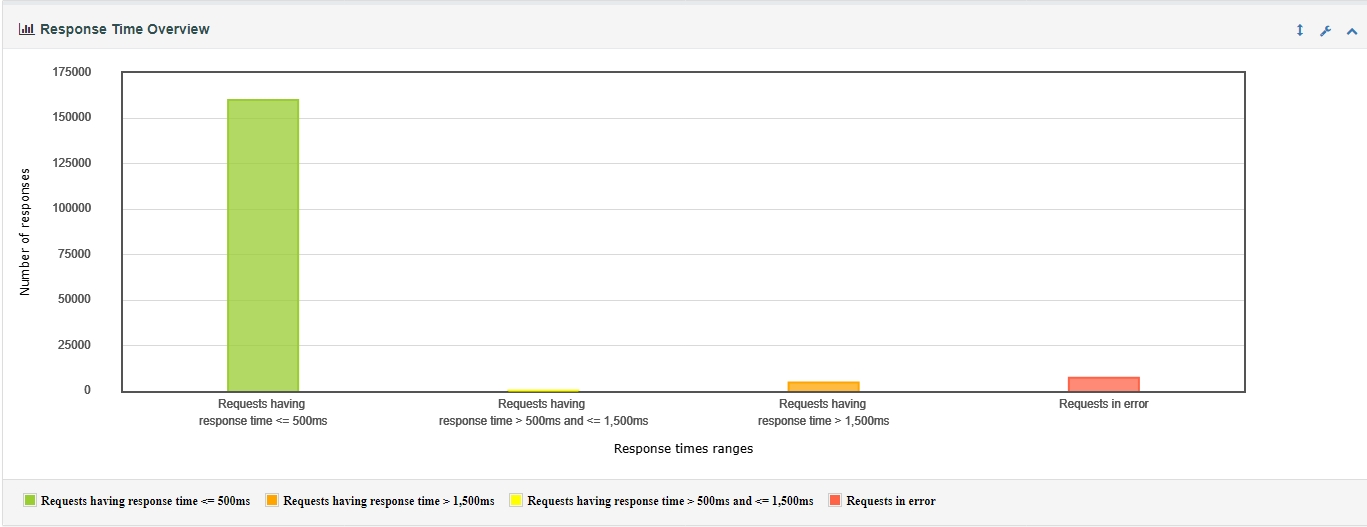 Response Time Overview
175000
150000
125000
100000
75000
50000
25000
0
Number of responses
Requests having
response time <= 500ms
Requests having
response time > 500ms and <= 1,500ms
Requests having
response time > 1,500ms
Requests in error
Response times ranges
Requests having response time <= 500ms Requests having response time > 1,500ms Requests having response time > 500ms and <= 1,500ms Requests in error